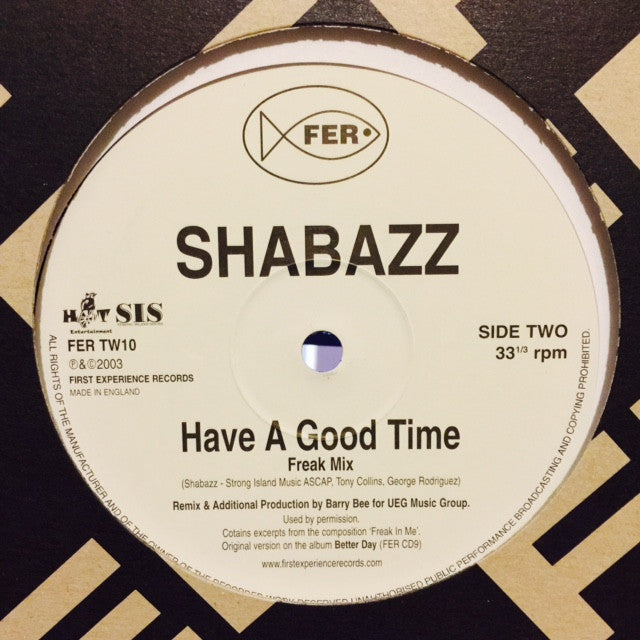 FER
SHABAZZ
H T SIS
Entertainment
FER TW10
℗&©2003
FIRST EXPERIENCE RECORDS
MADE IN ENGLAND
SIDE TWO
33 1/3 rpm
Have A Good Time
Freak Mix
(Shabazz - Strong Island Music ASCAP, Tony Collins, George Rodriguez)
Remix & Additional Production by Barry Bee for UEG Music Group.
Used by permission.
Cotains excerpts from the composition 'Freak In Me'.
Original version on the album Better Day (FER CD9)
www.firstexperiencerecords.com
ALL RIGHTS OF THE MANUFACTURER AND OF THE OWNER OF THE RECORDED WORK RESERVED UNAUTHORISED PUBLIC PERFORMANCE BROADCASTING AND COPYING PROHIBITED.